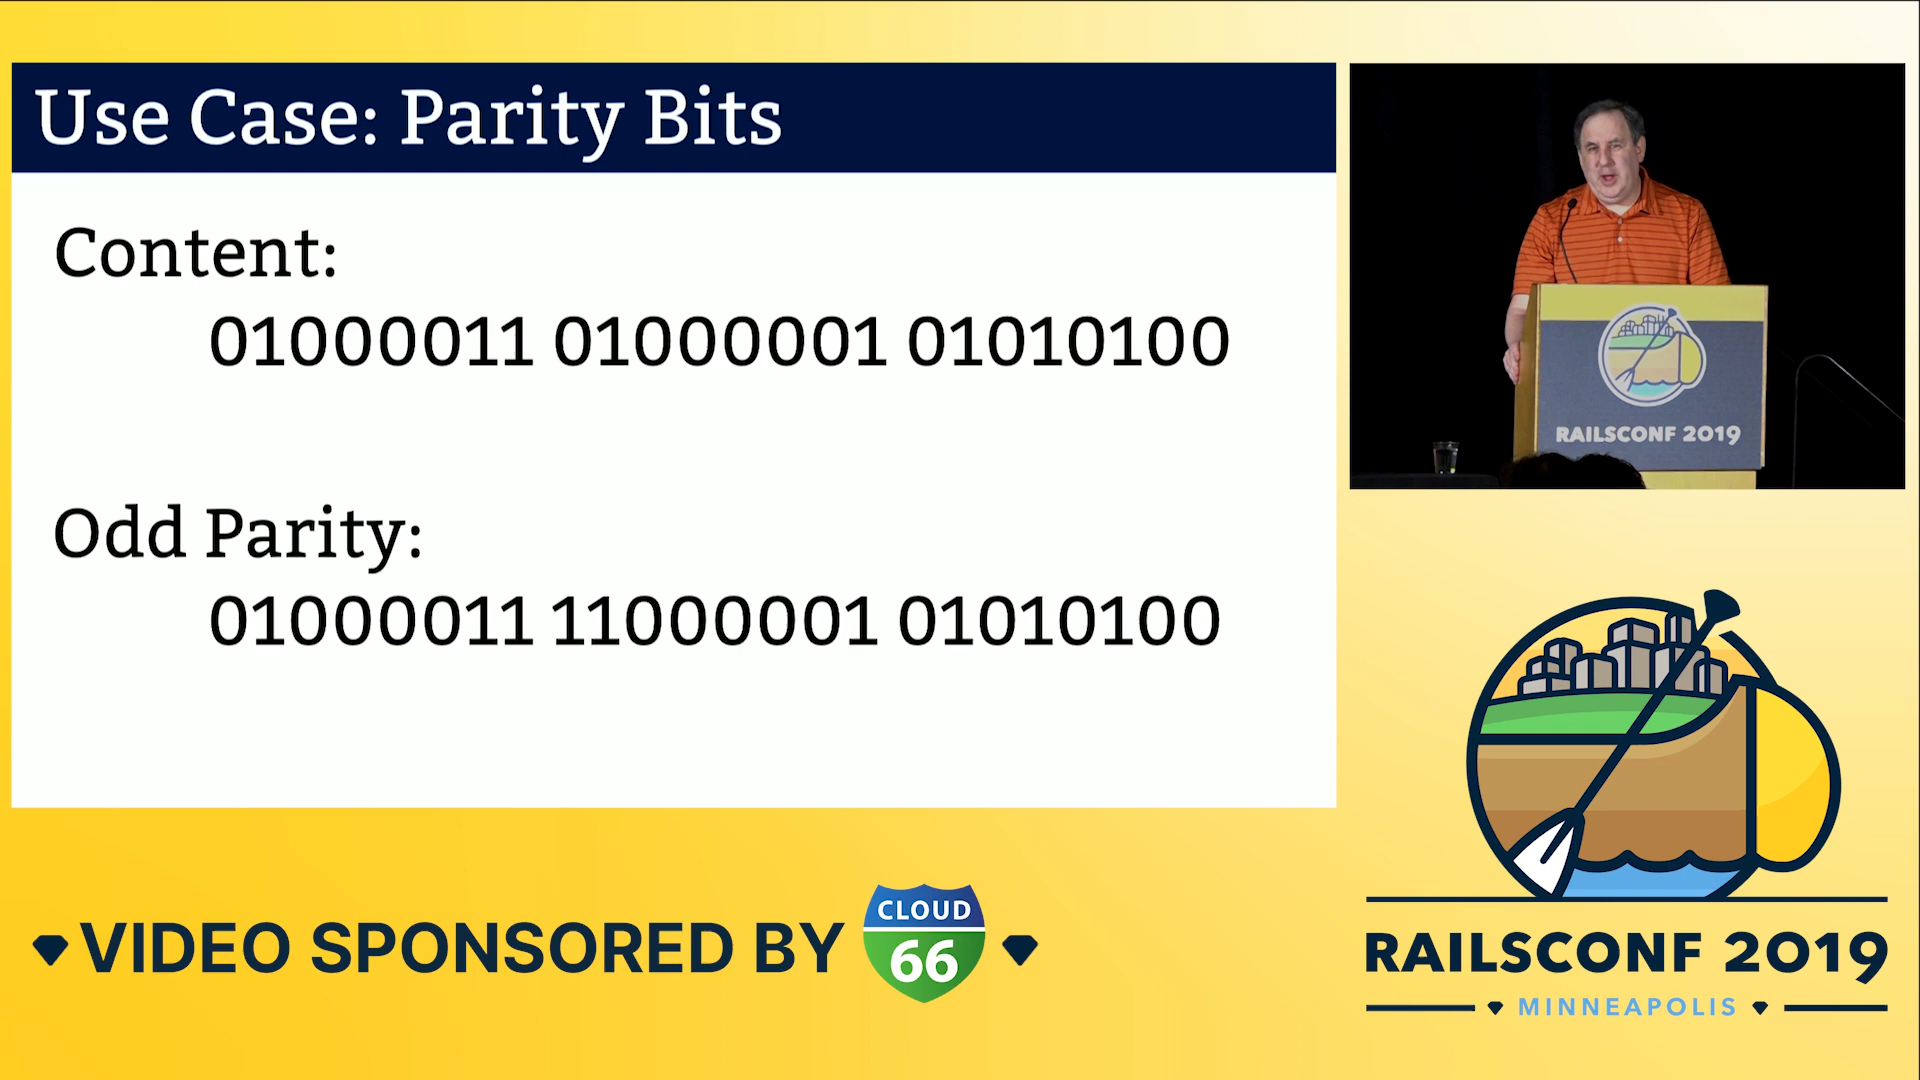 Use Case: Parity Bits
Content:
01000011 01000001 01010100
Odd Parity:
01000011 11000001 01010100
RAILSCONF 2019
VIDEO SPONSORED BY
CLOUD
66
RAILSCONF 2019
MINNEAPOLIS